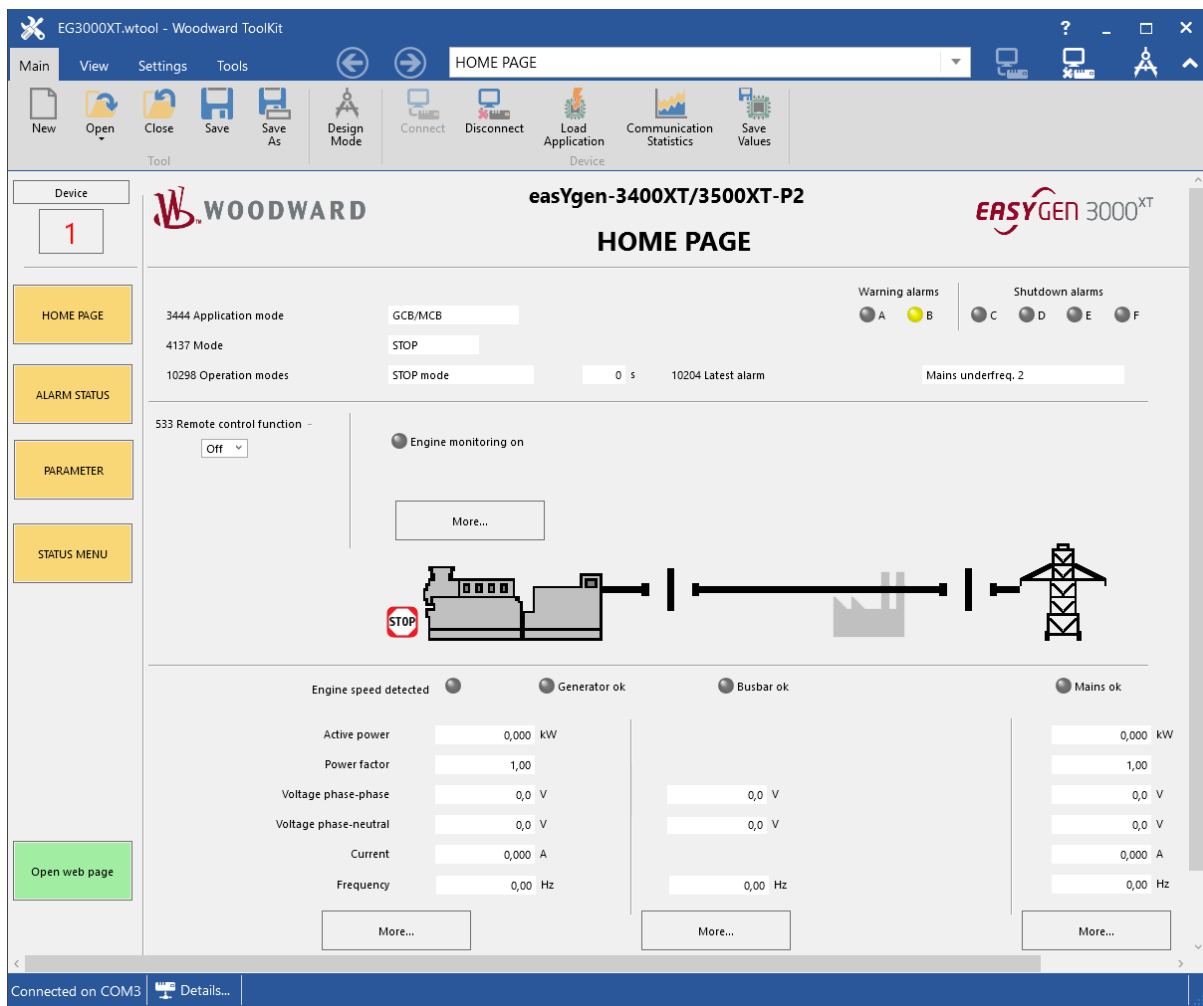 EG3000XT.wtool - Woodward ToolKit
?
Main View Settings Tools HOME PAGE
New Open Close Save Save As Design Mode Connect Disconnect Load Application Communication Statistics Save Values
Tool Device
Device
1
WOODWARD
easYgen-3400XT/3500XT-P2
HOME PAGE
EASYGEN 3000XT
HOME PAGE
ALARM STATUS
PARAMETER
STATUS MENU
Open web page
Warning alarms Shutdown alarms
A B C D E F
3444 Application mode GCB/MCB
4137 Mode STOP
10298 Operation modes STOP mode 0 s 10204 Latest alarm Mains underfreq. 2
533 Remote control function -
Off
Engine monitoring on
More...
STOP
Engine speed detected Generator ok Busbar ok Mains ok
Active power 0,000 kW 0,000 kW
Power factor 1,00 1,00
Voltage phase-phase 0,0 V 0,0 V 0,0 V
Voltage phase-neutral 0,0 V 0,0 V 0,0 V
Current 0,000 A 0,000 A
Frequency 0,00 Hz 0,00 Hz 0,00 Hz
More... More... More...
Connected on COM3 Details...